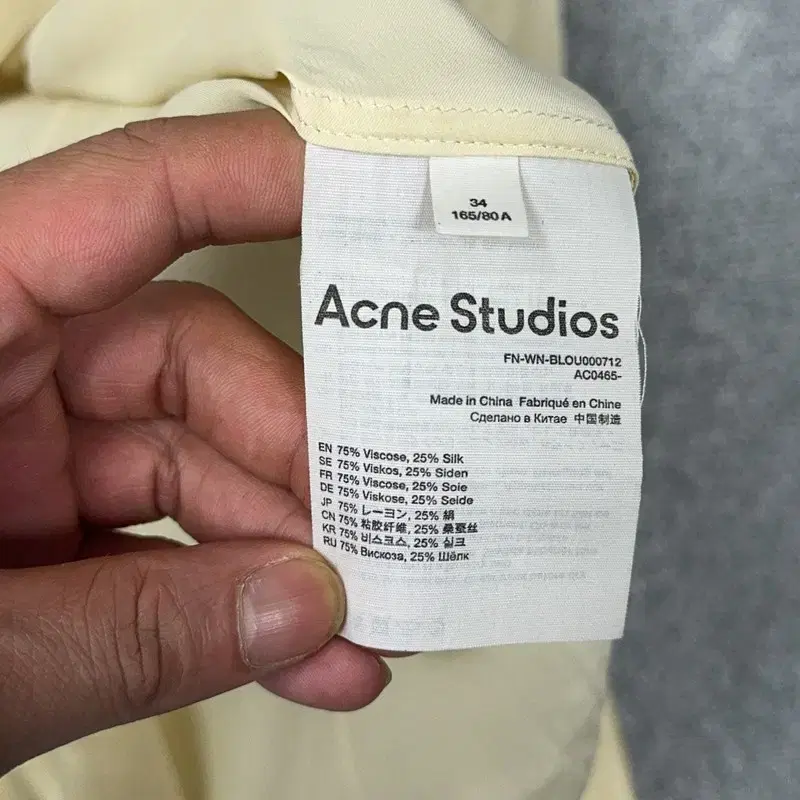 34
165/80 A
Acne Studios
FN-WN-BLOU000712
AC0465-
Made in China Fabriqué en Chine
Сделано в Китае 中国制造
EN 75% Viscose, 25% Silk
SE 75% Viskos, 25% Siden
FR 75% Viscose, 25% Soie
DE 75% Viskose, 25% Seide
JP 75% レーヨン, 25% 絹
CN 75% 粘胶纤维, 25% 桑蚕丝
KR 75% 비스코스, 25% 실크
RU 75% Вискоза, 25% Шёлк